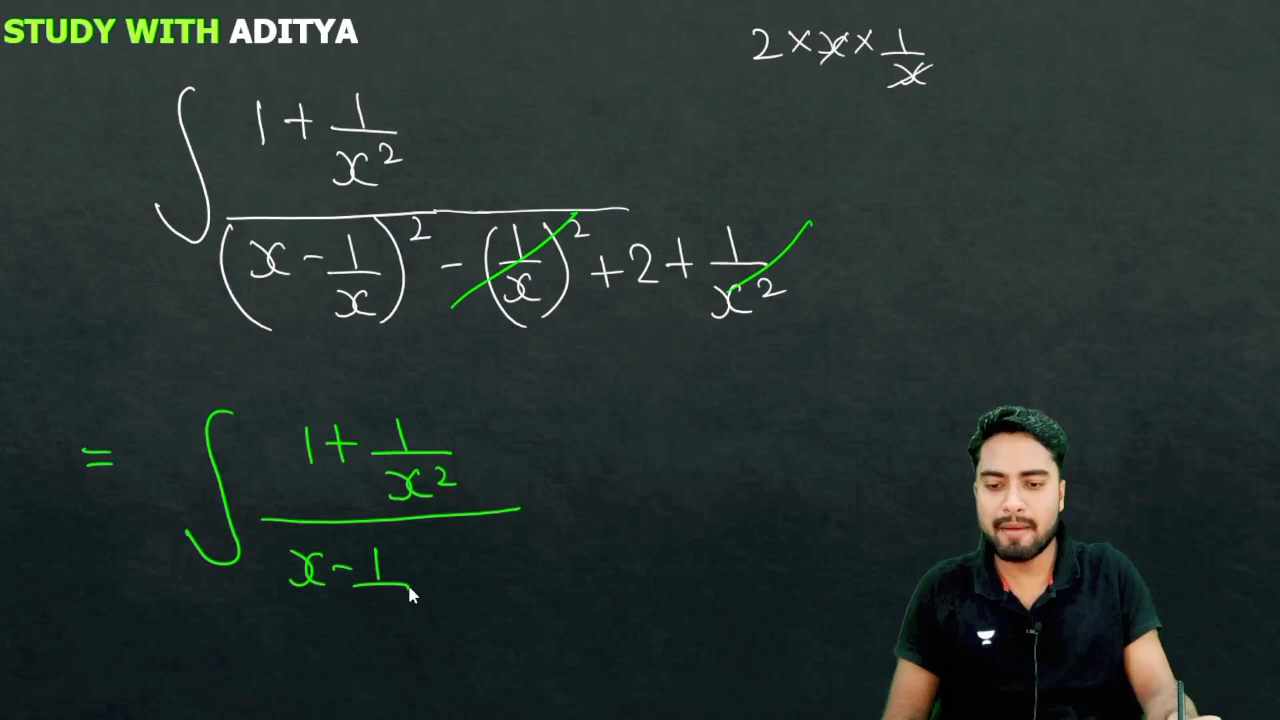 STUDY WITH ADITYA
2 × x × 1/x
∫ (1 + 1/x²) / ((x - 1/x)² - (1/x)² + 2 + 1/x²)
= ∫ (1 + 1/x²) / (x - 1/